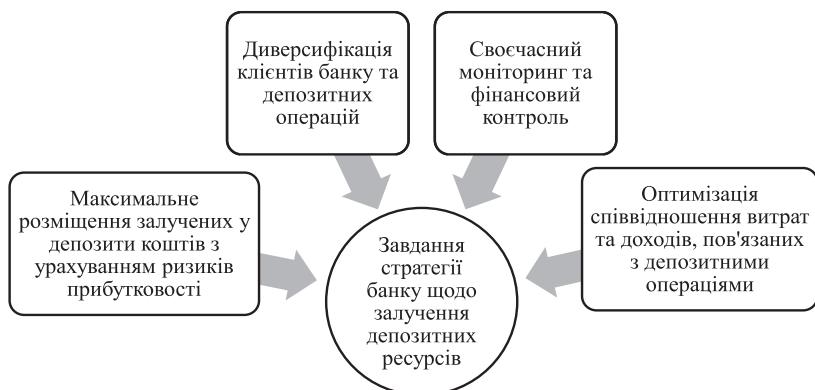 Диверсифікація
клієнтів банку та
депозитних
операцій
Своєчасний
моніторинг та
фінансовий
контроль
Максимальне
розміщення залучених у
депозити коштів з
урахуванням ризиків
прибутковості
Завдання
стратегії
банку щодо
залучення
депозитних
ресурсів
Оптимізація
співвідношення витрат
та доходів, пов'язаних
з депозитними
операціями